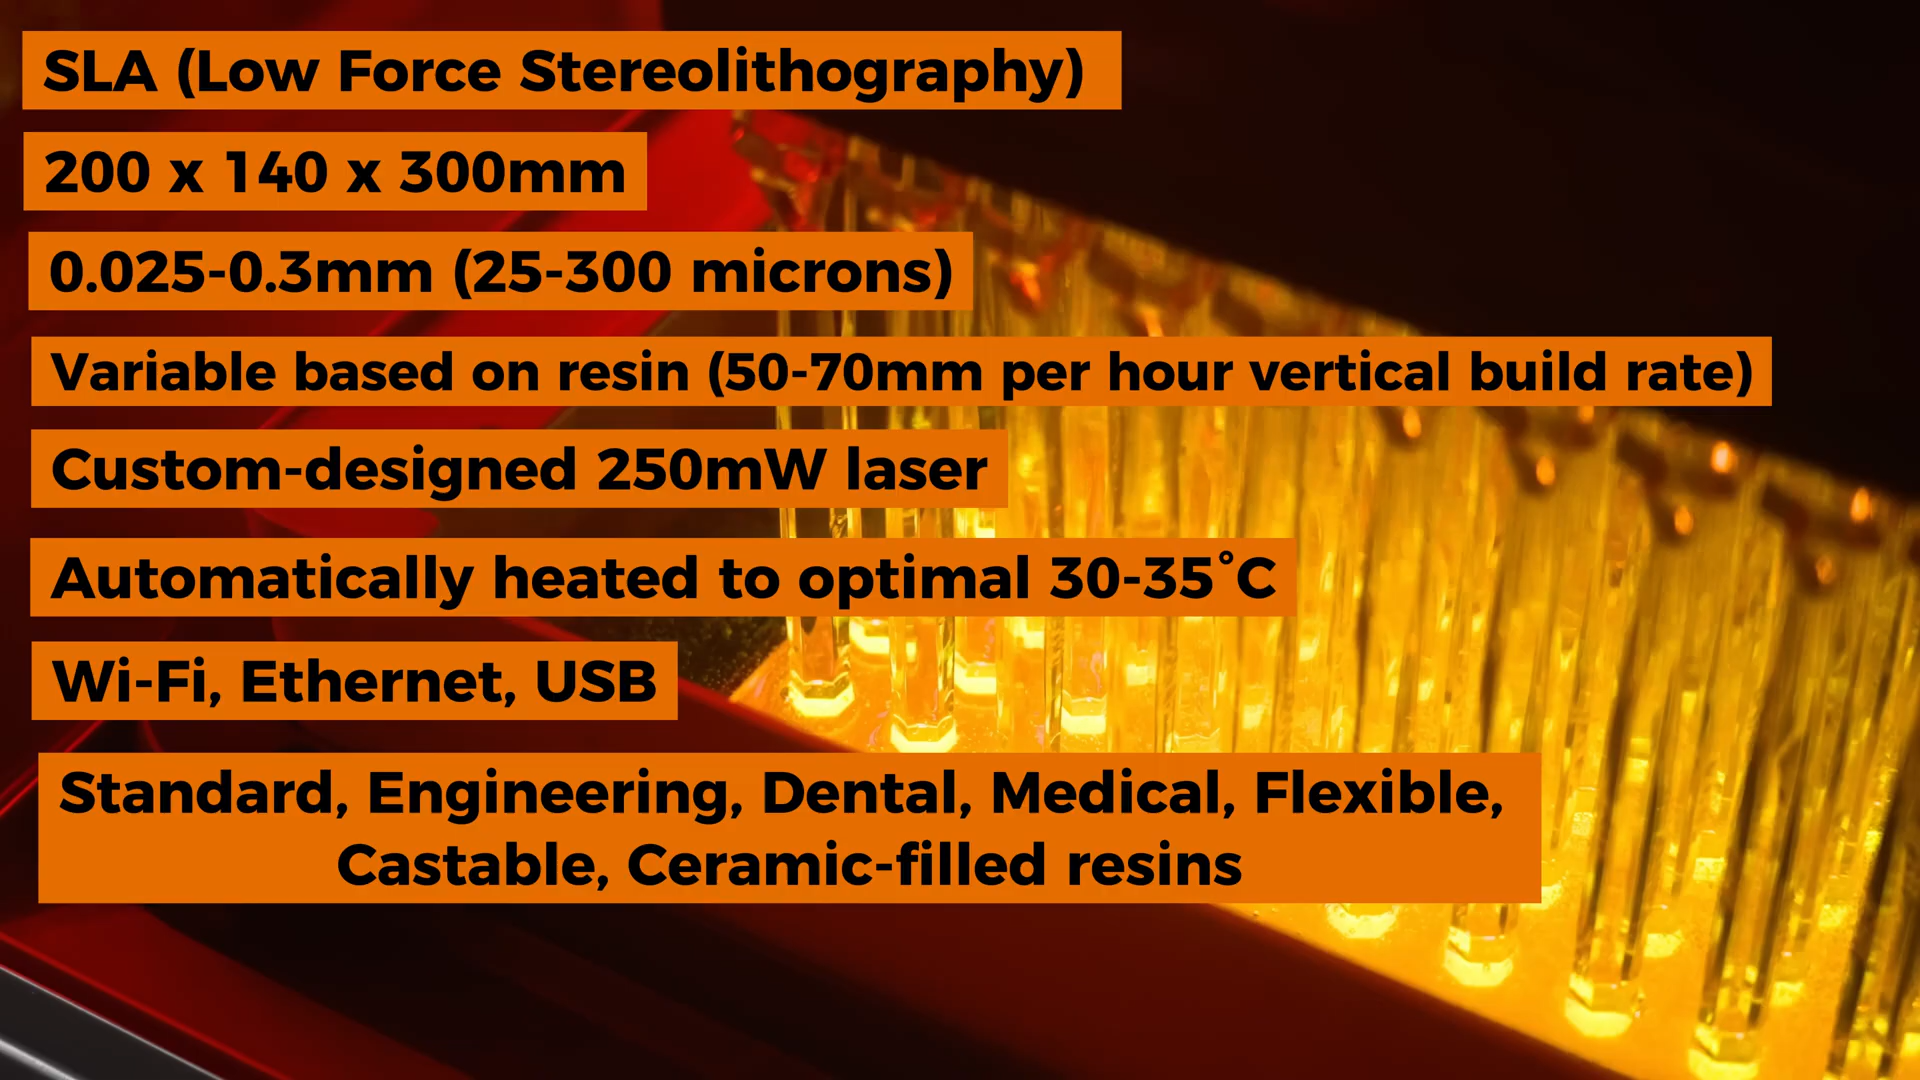 SLA (Low Force Stereolithography)
200 x 140 x 300mm
0.025-0.3mm (25-300 microns)
Variable based on resin (50-70mm per hour vertical build rate)
Custom-designed 250mW laser
Automatically heated to optimal 30-35˚C
Wi-Fi, Ethernet, USB
Standard, Engineering, Dental, Medical, Flexible,
Castable, Ceramic-filled resins